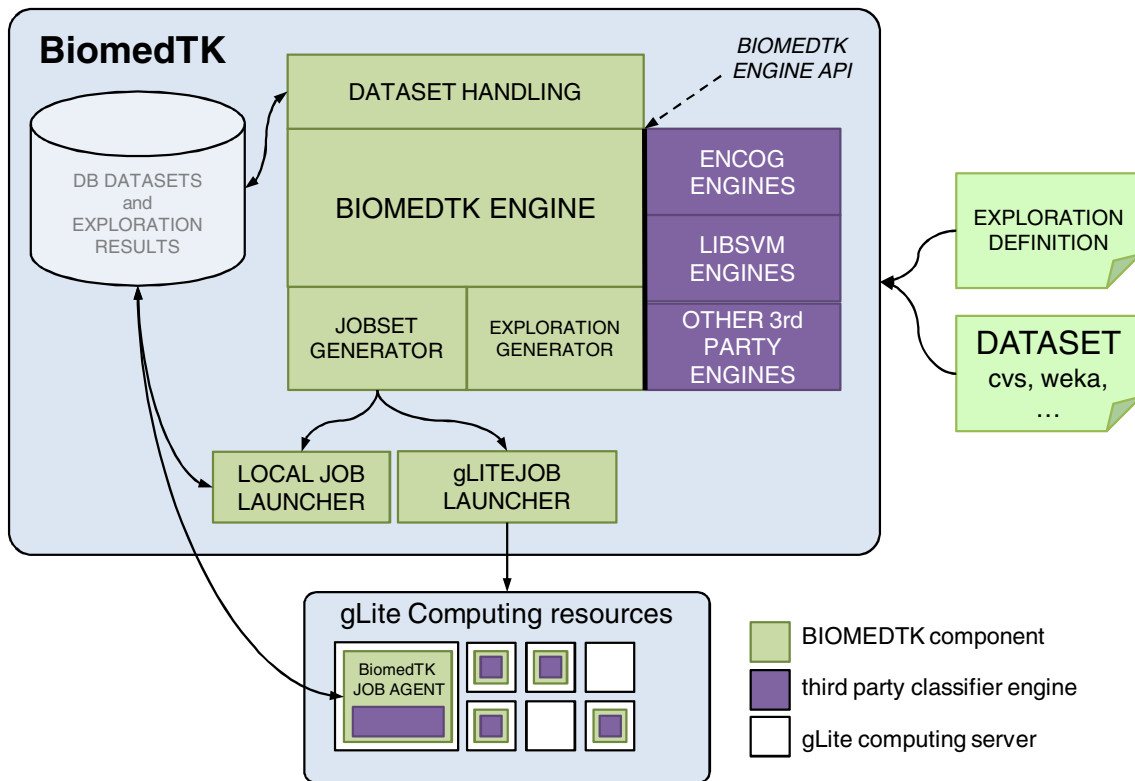 BiomedTK
BIOMEDTK
ENGINE API
DATASET HANDLING
DB DATASETS
and
EXPLORATION
RESULTS
BIOMEDTK ENGINE
ENCOG
ENGINES
LIBSVM
ENGINES
OTHER 3rd
PARTY
ENGINES
JOBSET
GENERATOR
EXPLORATION
GENERATOR
EXPLORATION
DEFINITION
DATASET
cvs, weka,
...
LOCAL JOB
LAUNCHER
gLITEJOB
LAUNCHER
gLite Computing resources
BiomedTK
JOB AGENT
BIOMEDTK component
third party classifier engine
gLite computing server